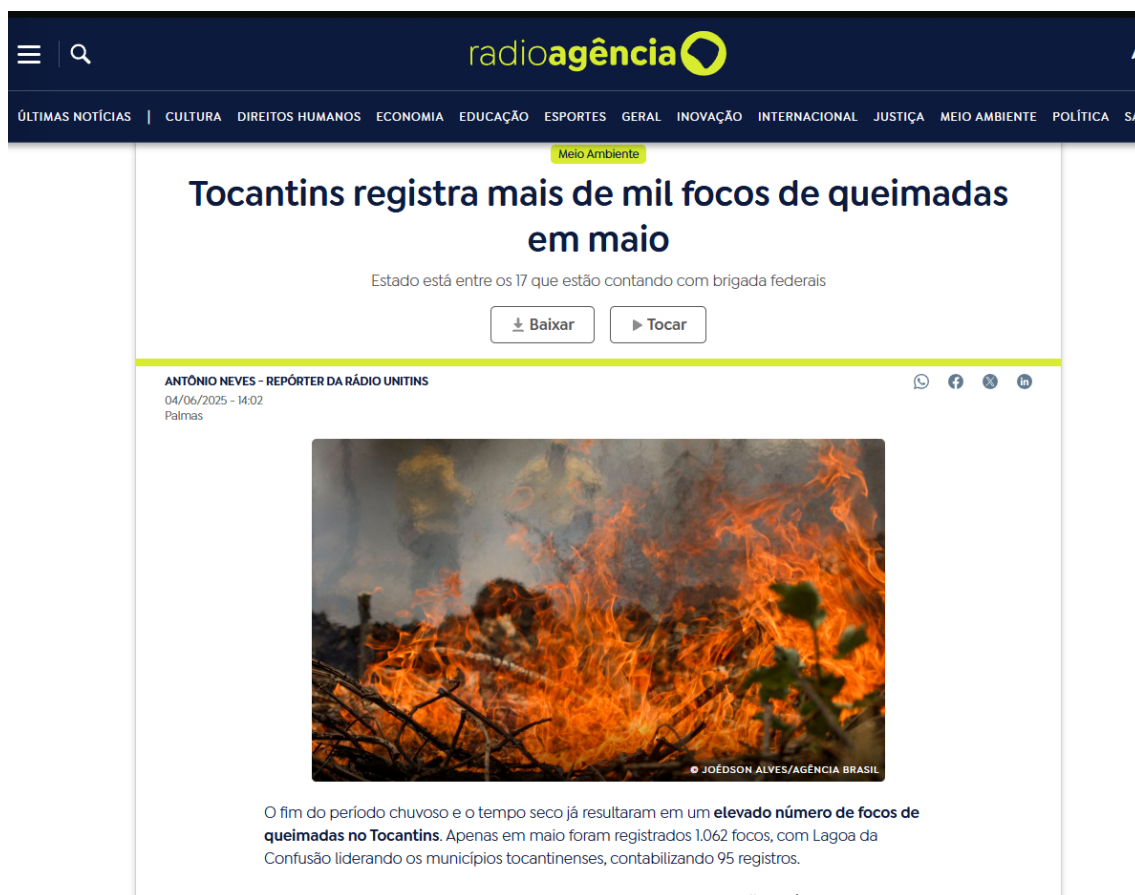 radioagência
ÚLTIMAS NOTÍCIAS | CULTURA DIREITOS HUMANOS ECONOMIA EDUCAÇÃO ESPORTES GERAL INOVAÇÃO INTERNACIONAL JUSTIÇA MEIO AMBIENTE POLÍTICA
Meio Ambiente
Tocantins registra mais de mil focos de queimadas
em maio
Estado está entre os 17 que estão contando com brigada federais
Baixar Tocar
ANTÔNIO NEVES - REPÓRTER DA RÁDIO UNITINS
04/06/2025 - 14:02
Palmas
in
© JOÉDSON ALVES/AGÊNCIA BRASIL
O fim do período chuvoso e o tempo seco já resultaram em um elevado número de focos de
queimadas no Tocantins. Apenas em maio foram registrados 1.062 focos, com Lagoa da
Confusão liderando os municípios tocantinenses, contabilizando 95 registros.